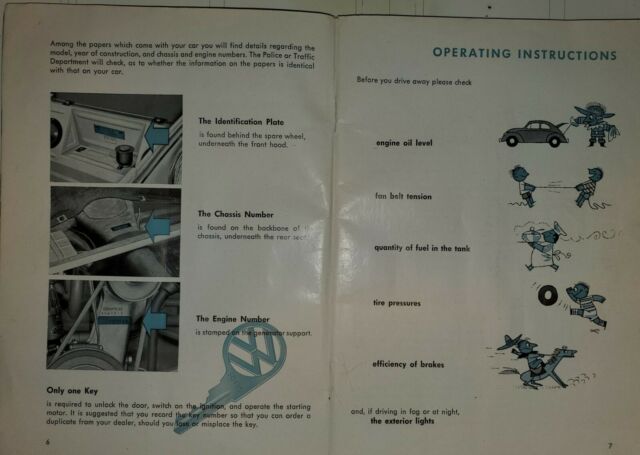 Among the papers which come with your car you will find details regarding the
model, year of construction, and chassis and engine numbers. The Police or Traffic
Department will check, as to whether the information on the papers is identical
with that on your car.
The Identification Plate
is found behind the spare wheel,
underneath the front hood.
The Chassis Number
is found on the backbone of the
chassis, underneath the rear seat.
The Engine Number
is stamped on the generator support.
Only one Key
is required to unlock the door, switch on the ignition, and operate the starting
motor. It is suggested that you record the key number so that you can order a
duplicate from your dealer, should you lose or misplace the key.
6
OPERATING INSTRUCTIONS
Before you drive away please check
engine oil level
fan belt tension
quantity of fuel in the tank
tire pressures
efficiency of brakes
and, if driving in fog or at night,
the exterior lights
7